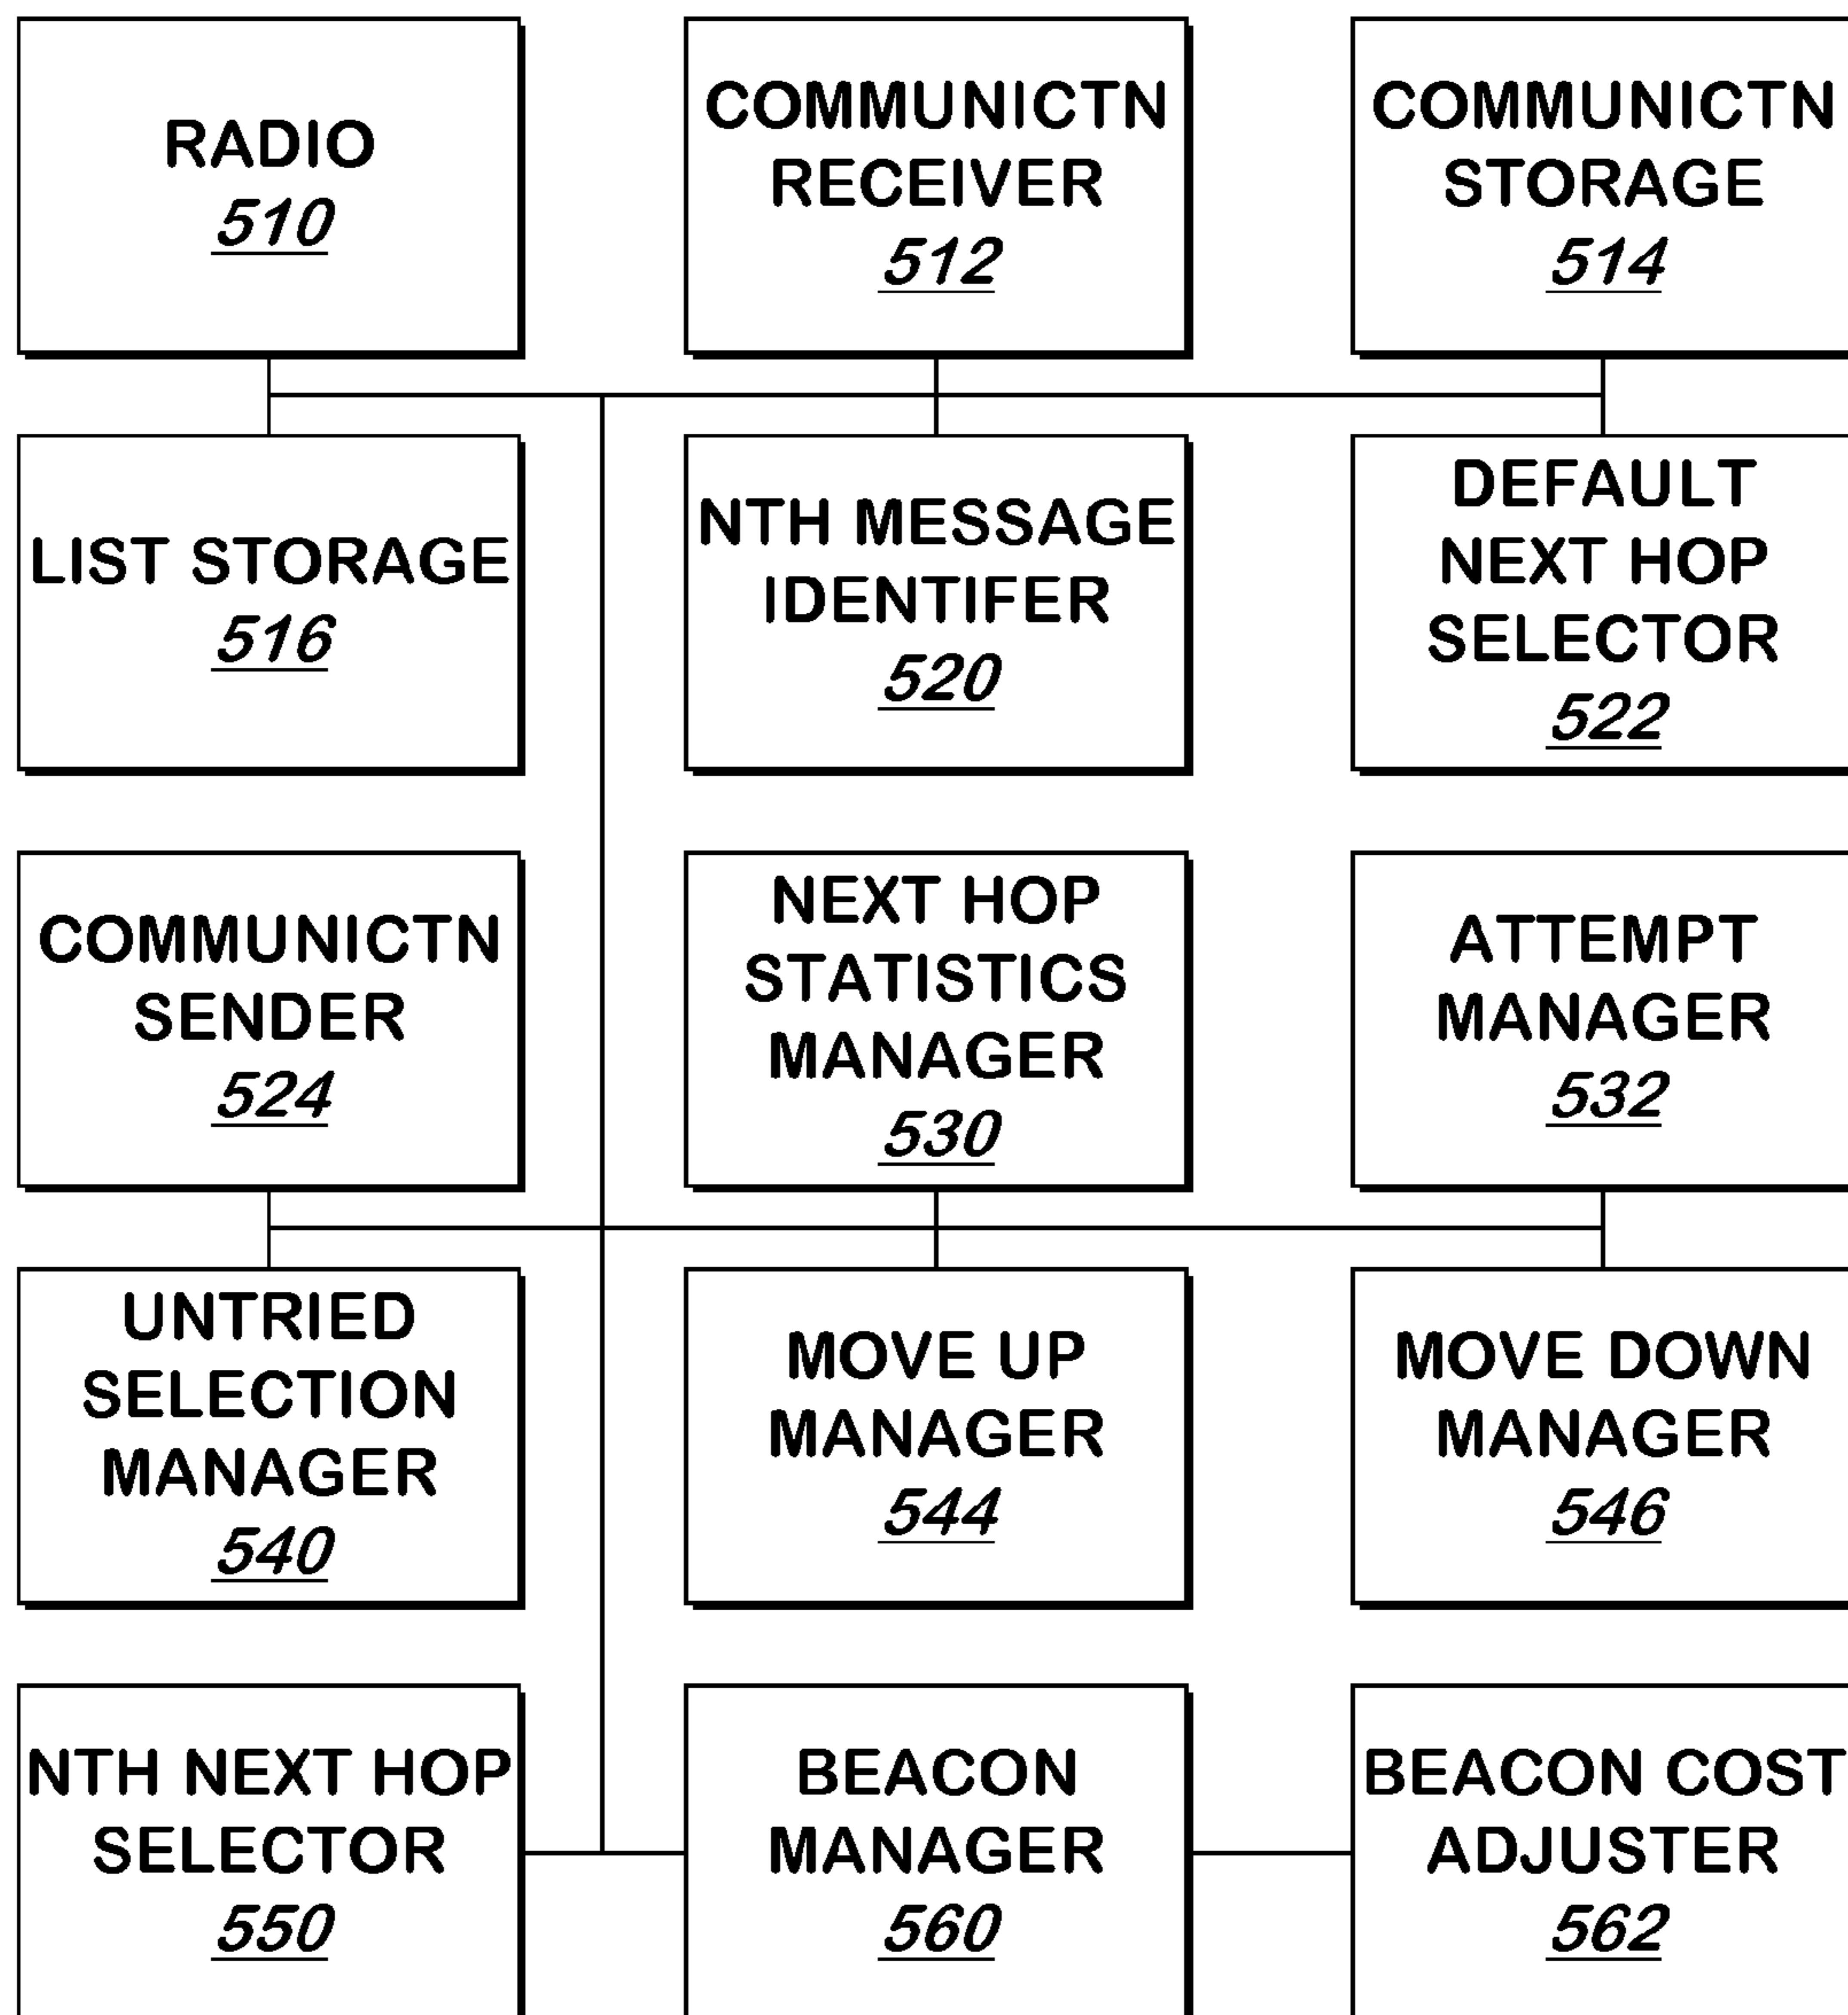 RADIO
510
COMMUNICTN
RECEIVER
512
COMMUNICTN
STORAGE
514
LIST STORAGE
516
NTH MESSAGE
IDENTIFER
520
DEFAULT
NEXT HOP
SELECTOR
522
COMMUNICTN
SENDER
524
NEXT HOP
STATISTICS
MANAGER
530
ATTEMPT
MANAGER
532
UNTRIED
SELECTION
MANAGER
540
MOVE UP
MANAGER
544
MOVE DOWN
MANAGER
546
NTH NEXT HOP
SELECTOR
550
BEACON
MANAGER
560
BEACON COST
ADJUSTER
562